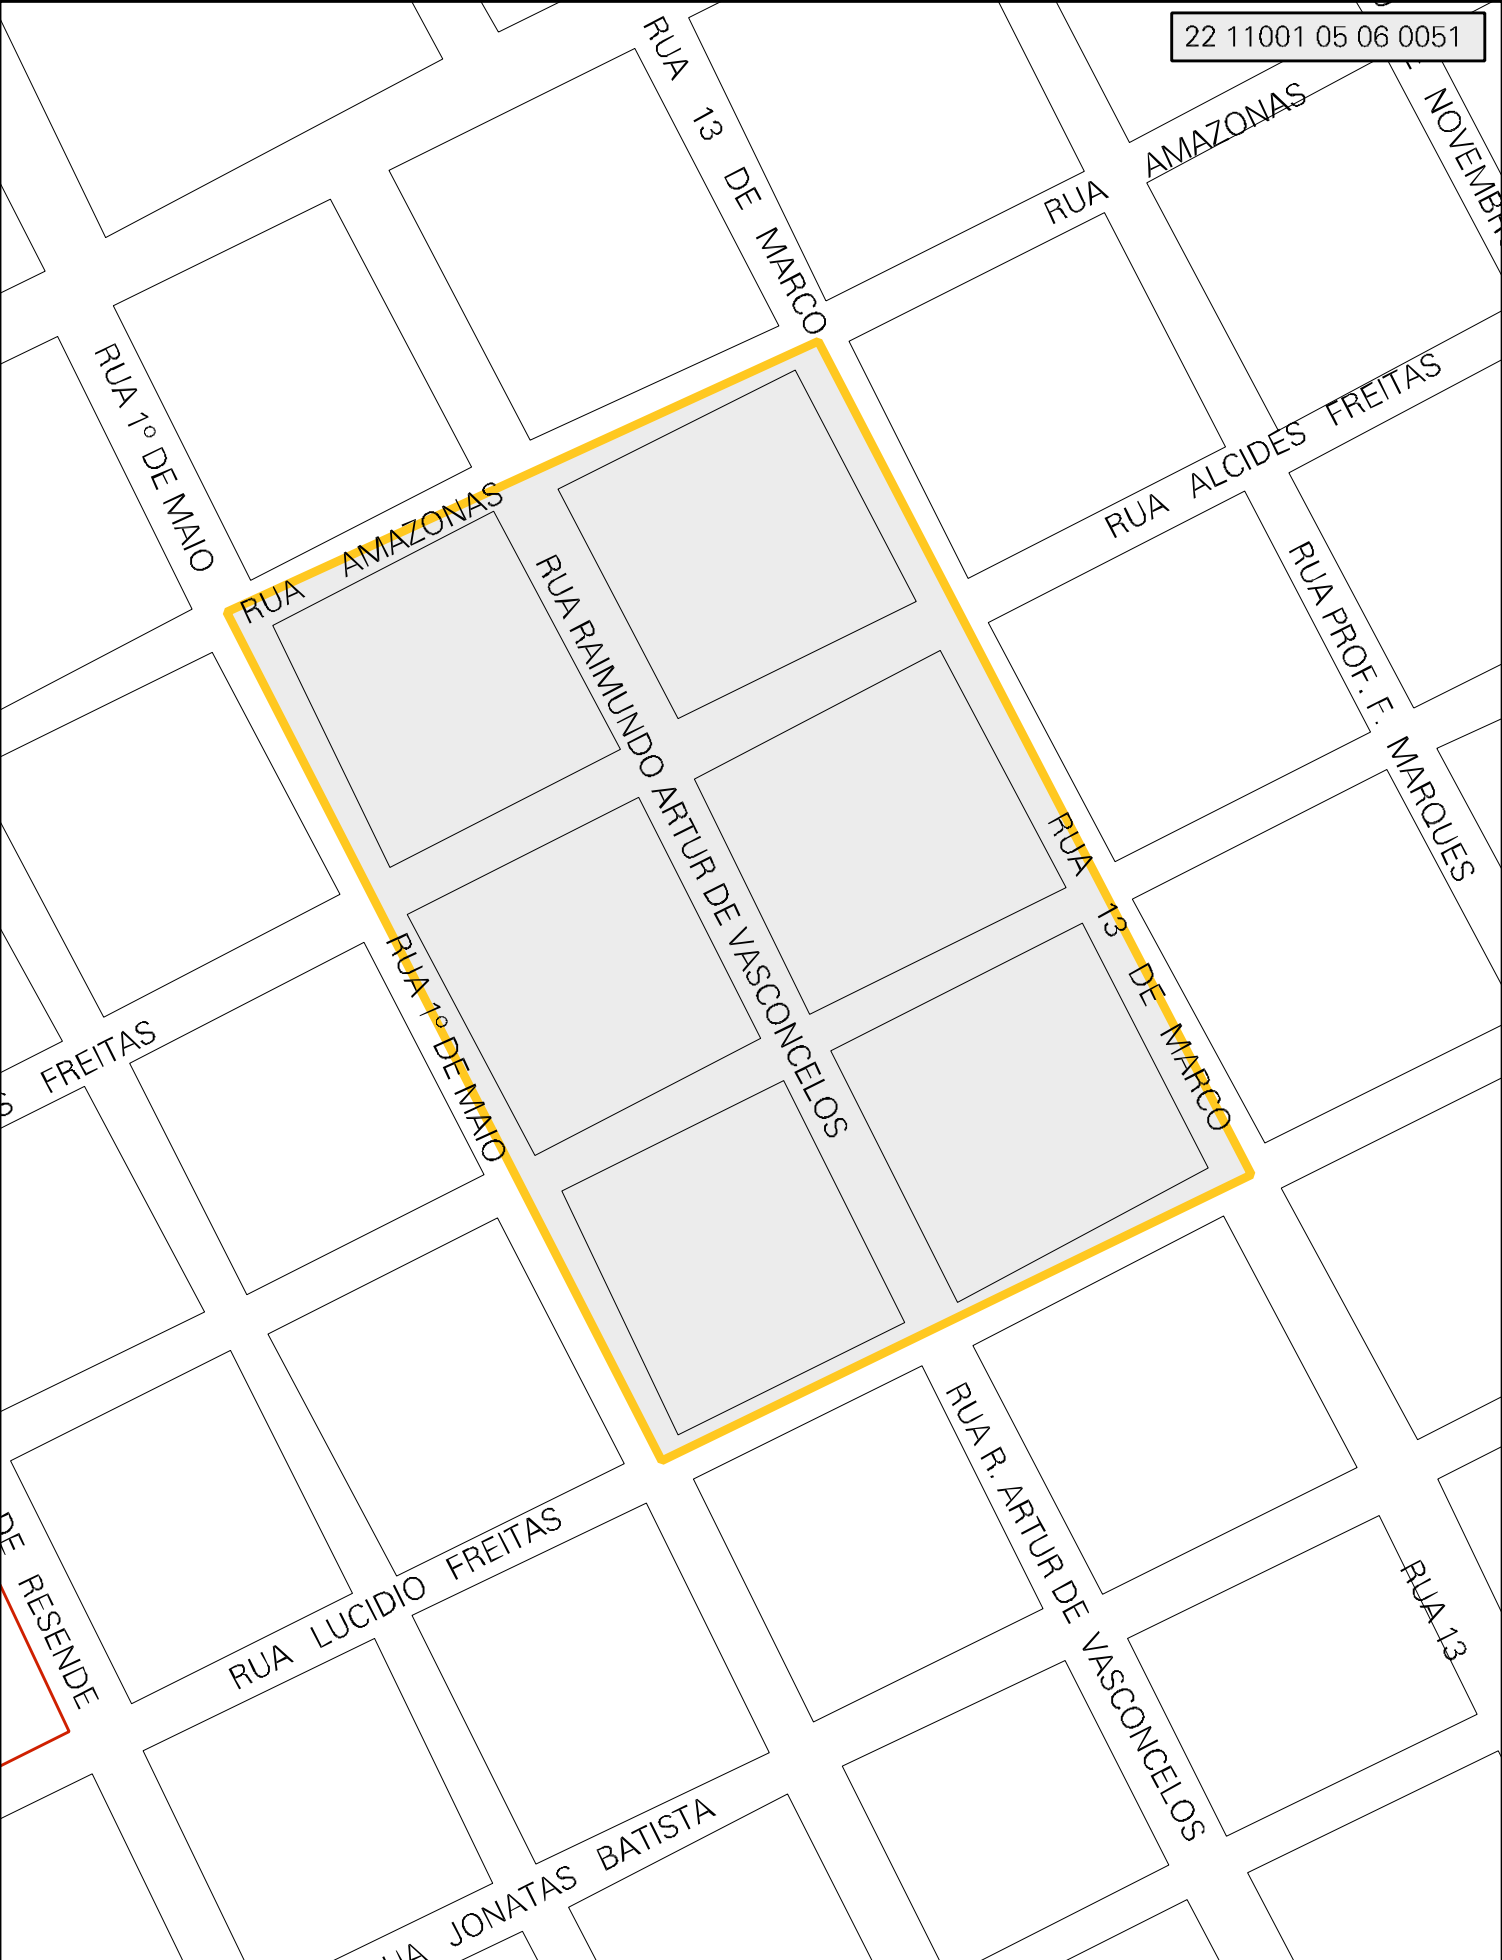 22 11001 05 06 0051
RUA 13 DE MARCO
RUA AMAZONAS
NOVEMBR
RUA 1º DE MAIO
RUA ALCIDES FREITAS
RUA AMAZONAS
RUA RAIMUNDO ARTUR DE VASCONCELOS
RUA PROF. F. MARQUES
RUA 13 DE MARCO
RUA 1º DE MAIO
S FREITAS
RUA R. ARTUR DE VASCONCELOS
DE RESENDE
RUA LUCIDIO FREITAS
RUA 13
UA JONATAS BATISTA